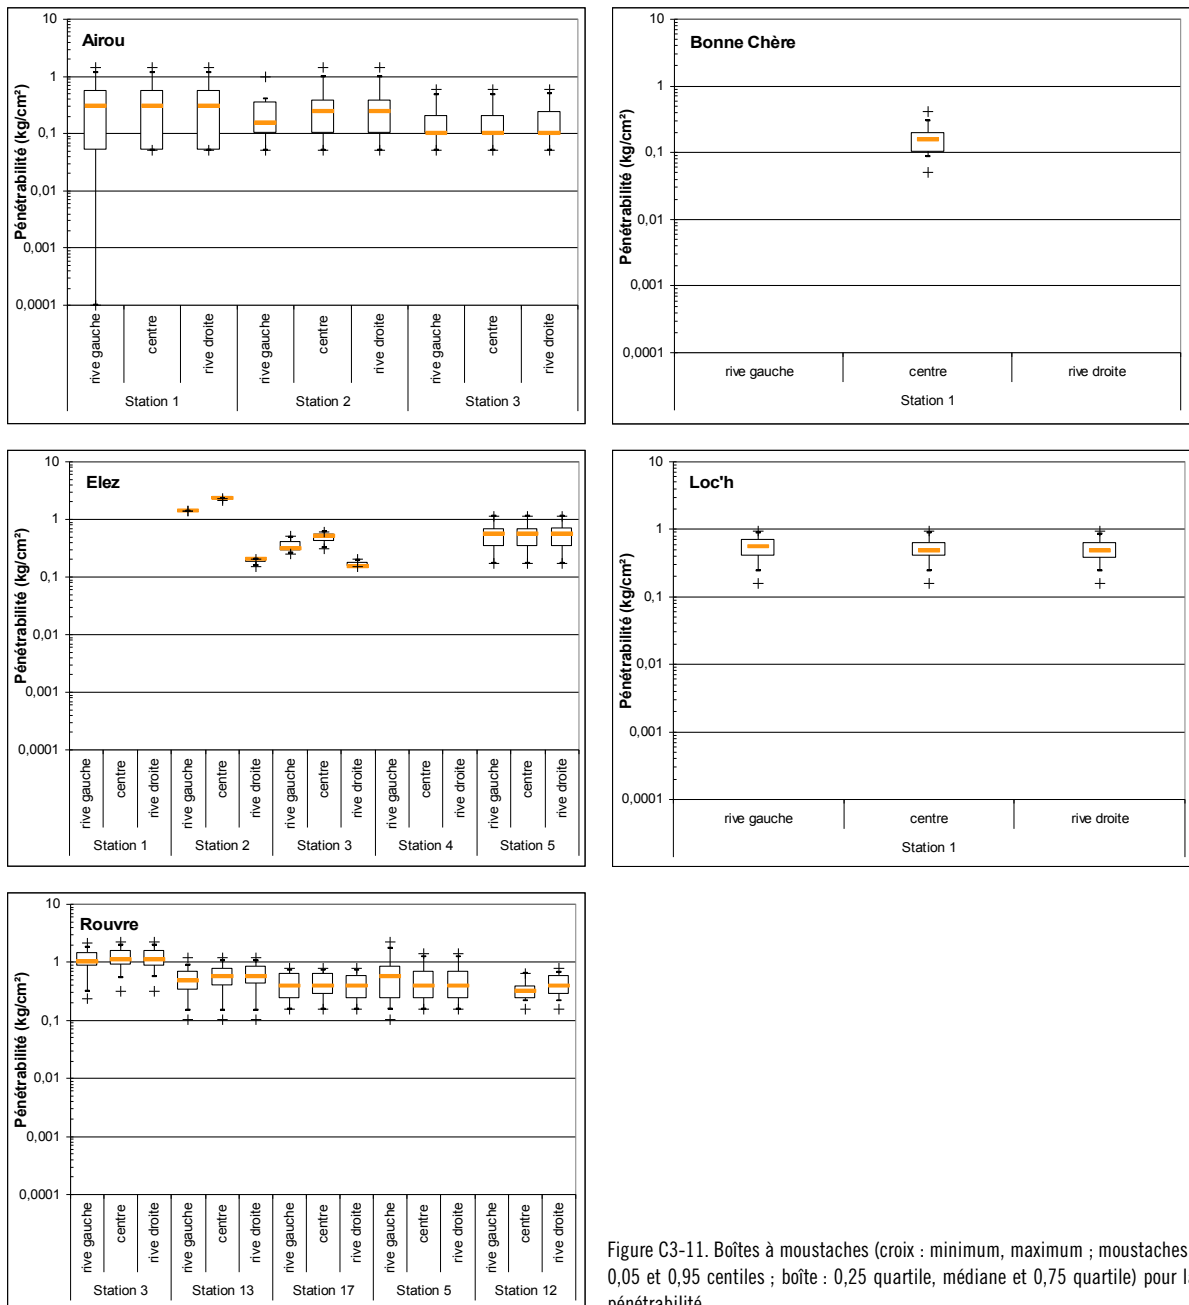 Airou
Pénétrabilité (kg/cm²)
10
1
0,1
0,01
0,001
0,0001
rive gauche
centre
rive droite
rive gauche
centre
rive droite
rive gauche
centre
rive droite
Station 1
Station 2
Station 3
Bonne Chère
Pénétrabilité (kg/cm²)
10
1
0,1
0,01
0,001
0,0001
rive gauche
centre
rive droite
Station 1
Elez
Pénétrabilité (kg/cm²)
10
1
0,1
0,01
0,001
0,0001
rive gauche
centre
rive droite
rive gauche
centre
rive droite
rive gauche
centre
rive droite
rive gauche
centre
rive droite
rive gauche
centre
rive droite
Station 1
Station 2
Station 3
Station 4
Station 5
Loc'h
Pénétrabilité (kg/cm²)
10
1
0,1
0,01
0,001
0,0001
rive gauche
centre
rive droite
Station 1
Rouvre
Pénétrabilité (kg/cm²)
10
1
0,1
0,01
0,001
0,0001
rive gauche
centre
rive droite
rive gauche
centre
rive droite
rive gauche
centre
rive droite
rive gauche
centre
rive droite
rive gauche
centre
rive droite
Station 3
Station 13
Station 17
Station 5
Station 12
Figure C3-11. Boîtes à moustaches (croix : minimum, maximum ; moustaches
0,05 et 0,95 centiles ; boîte : 0,25 quartile, médiane et 0,75 quartile) pour
pénétrabilité